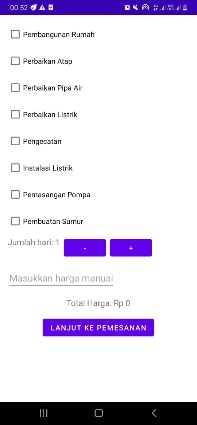 00.52
Pembangunan Rumah
Perbaikan Atap
Perbaikan Pipa Air
Perbaikan Listrik
Pengecatan
Instalasi Listrik
Pemasangan Pompa
Pembuatan Sumur
Jumlah hari: 1 - +
Masukkan harga manual
Total Harga: Rp 0
LANJUT KE PEMESANAN